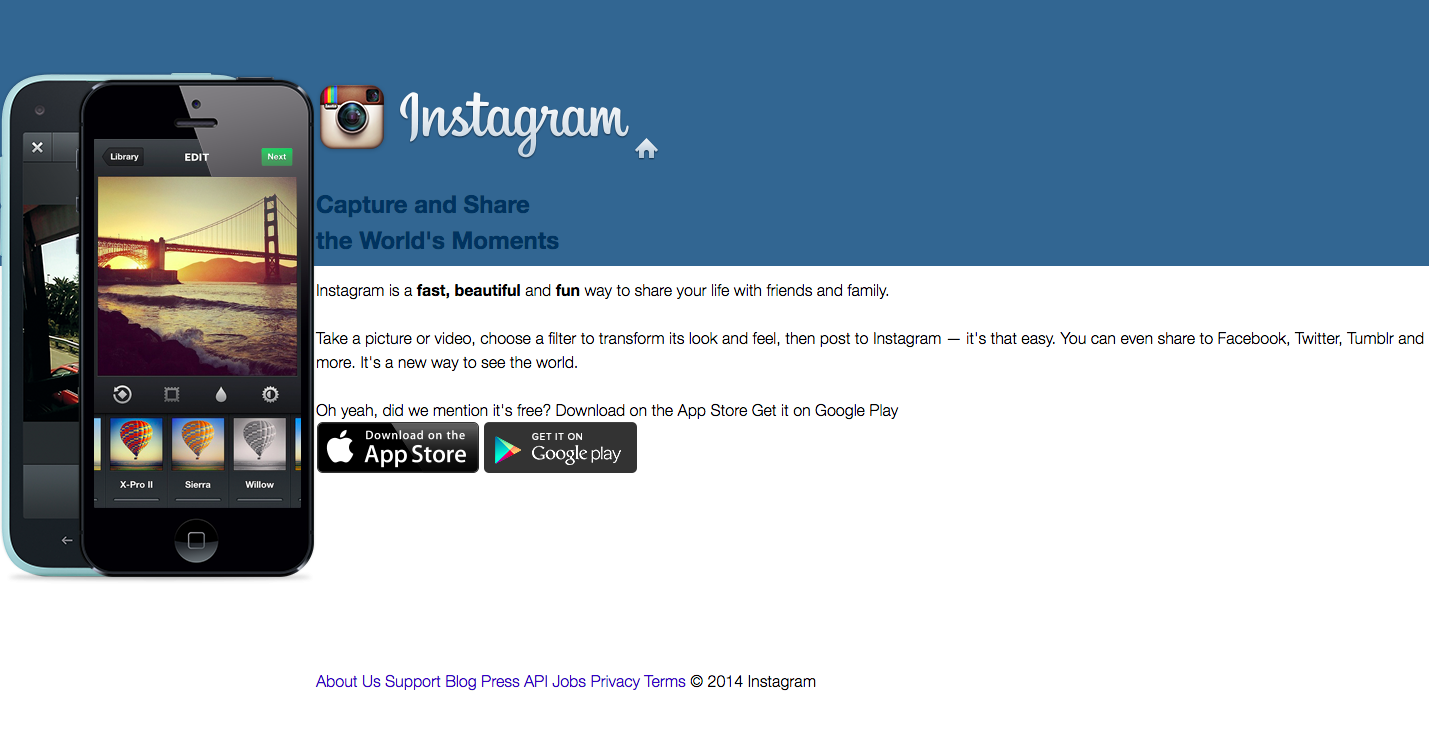 Instagram
Library
EDIT
Next
X-Pro II
Sierra
Willow
Capture and Share
the World's Moments
Instagram is a fast, beautiful and fun way to share your life with friends and family.
Take a picture or video, choose a filter to transform its look and feel, then post to Instagram — it's that easy. You can even share to Facebook, Twitter, Tumblr and
more. It's a new way to see the world.
Oh yeah, did we mention it's free? Download on the App Store Get it on Google Play
Download on the
App Store
GET IT ON
Google play
About Us Support Blog Press API Jobs Privacy Terms © 2014 Instagram